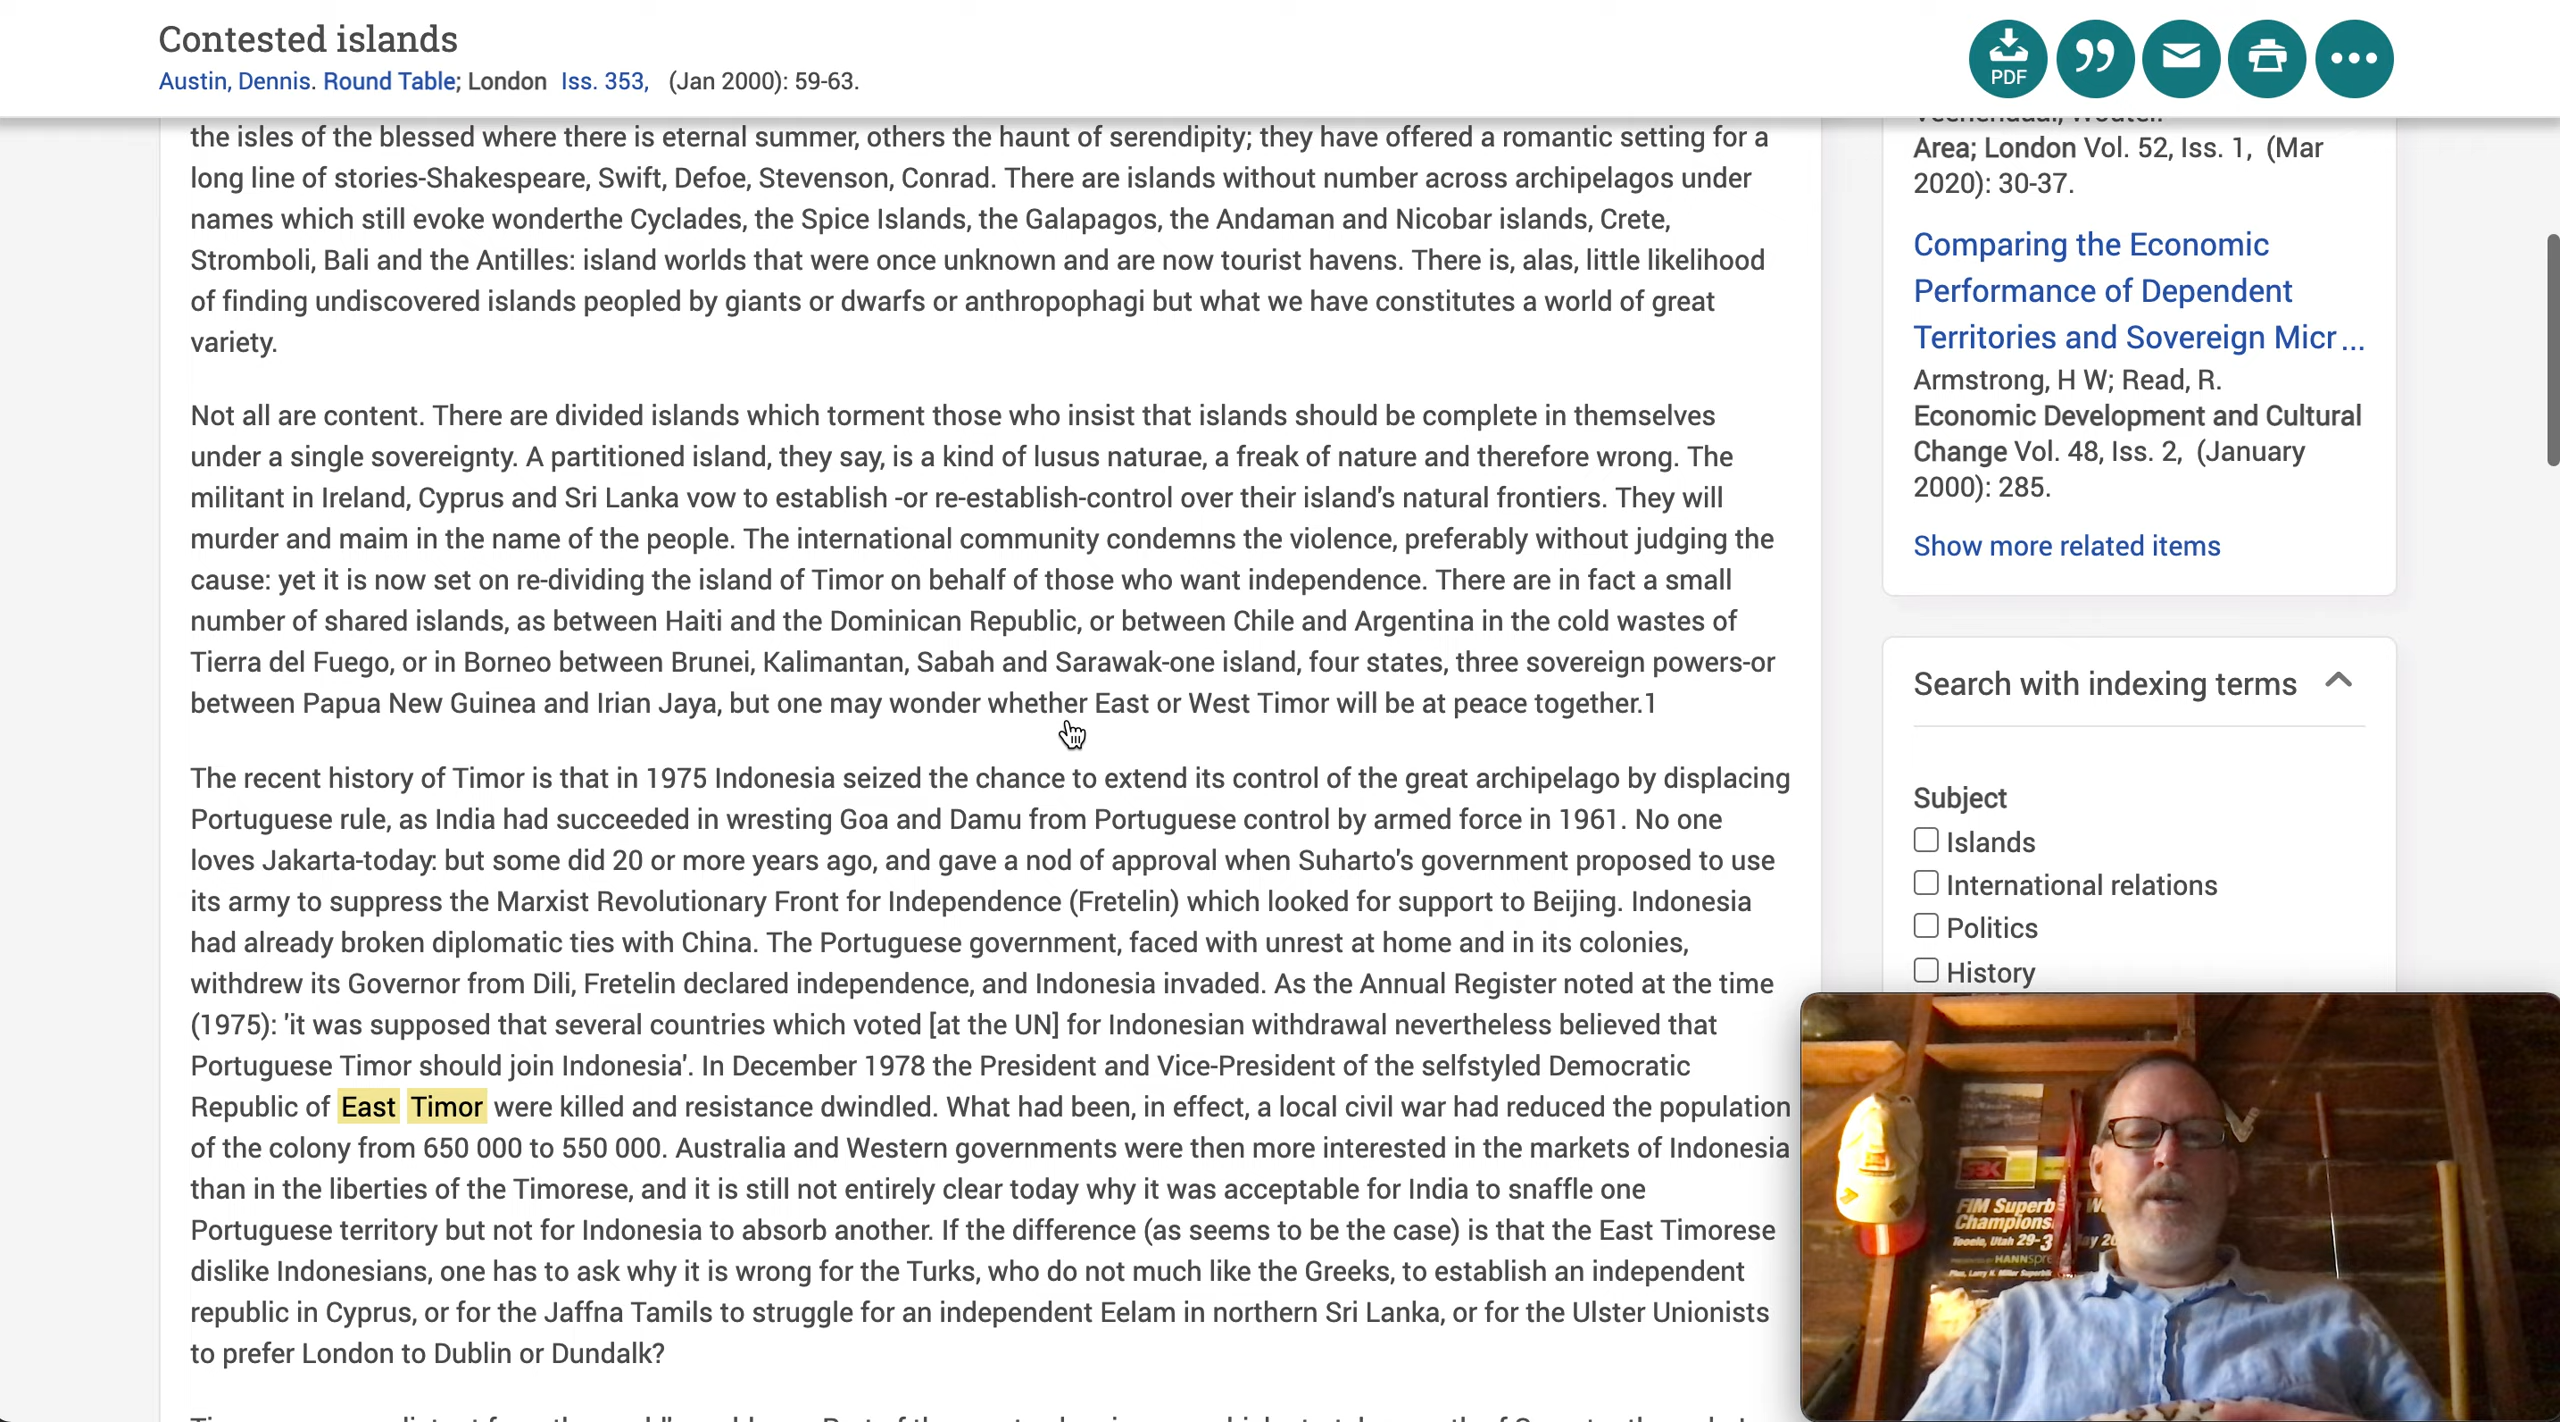 Contested islands
Austin, Dennis. Round Table; London Iss. 353, (Jan 2000): 59-63.
PDF
the isles of the blessed where there is eternal summer, others the haunt of serendipity; they have offered a romantic setting for a
long line of stories-Shakespeare, Swift, Defoe, Stevenson, Conrad. There are islands without number across archipelagos under
names which still evoke wonderthe Cyclades, the Spice Islands, the Galapagos, the Andaman and Nicobar islands, Crete,
Stromboli, Bali and the Antilles: island worlds that were once unknown and are now tourist havens. There is, alas, little likelihood
of finding undiscovered islands peopled by giants or dwarfs or anthropophagi but what we have constitutes a world of great
variety.
Not all are content. There are divided islands which torment those who insist that islands should be complete in themselves
under a single sovereignty. A partitioned island, they say, is a kind of lusus naturae, a freak of nature and therefore wrong. The
militant in Ireland, Cyprus and Sri Lanka vow to establish -or re-establish-control over their island's natural frontiers. They will
murder and maim in the name of the people. The international community condemns the violence, preferably without judging the
cause: yet it is now set on re-dividing the island of Timor on behalf of those who want independence. There are in fact a small
number of shared islands, as between Haiti and the Dominican Republic, or between Chile and Argentina in the cold wastes of
Tierra del Fuego, or in Borneo between Brunei, Kalimantan, Sabah and Sarawak-one island, four states, three sovereign powers-or
between Papua New Guinea and Irian Jaya, but one may wonder whether East or West Timor will be at peace together.1
The recent history of Timor is that in 1975 Indonesia seized the chance to extend its control of the great archipelago by displacing
Portuguese rule, as India had succeeded in wresting Goa and Damu from Portuguese control by armed force in 1961. No one
loves Jakarta-today: but some did 20 or more years ago, and gave a nod of approval when Suharto's government proposed to use
its army to suppress the Marxist Revolutionary Front for Independence (Fretelin) which looked for support to Beijing. Indonesia
had already broken diplomatic ties with China. The Portuguese government, faced with unrest at home and in its colonies,
withdrew its Governor from Dili, Fretelin declared independence, and Indonesia invaded. As the Annual Register noted at the time
(1975): 'it was supposed that several countries which voted [at the UN] for Indonesian withdrawal nevertheless believed that
Portuguese Timor should join Indonesia'. In December 1978 the President and Vice-President of the selfstyled Democratic
Republic of East Timor were killed and resistance dwindled. What had been, in effect, a local civil war had reduced the population
of the colony from 650 000 to 550 000. Australia and Western governments were then more interested in the markets of Indonesia
than in the liberties of the Timorese, and it is still not entirely clear today why it was acceptable for India to snaffle one
Portuguese territory but not for Indonesia to absorb another. If the difference (as seems to be the case) is that the East Timorese
dislike Indonesians, one has to ask why it is wrong for the Turks, who do not much like the Greeks, to establish an independent
republic in Cyprus, or for the Jaffna Tamils to struggle for an independent Eelam in northern Sri Lanka, or for the Ulster Unionists
to prefer London to Dublin or Dundalk?
Area; London Vol. 52, Iss. 1, (Mar
2020): 30-37.
Comparing the Economic
Performance of Dependent
Territories and Sovereign Micr ...
Armstrong, H W; Read, R.
Economic Development and Cultural
Change Vol. 48, Iss. 2, (January
2000): 285.
Show more related items
Search with indexing terms
Subject
Islands
International relations
Politics
History
FIM Superb
Champions
Tooele, Utah 29-3
HANNspre